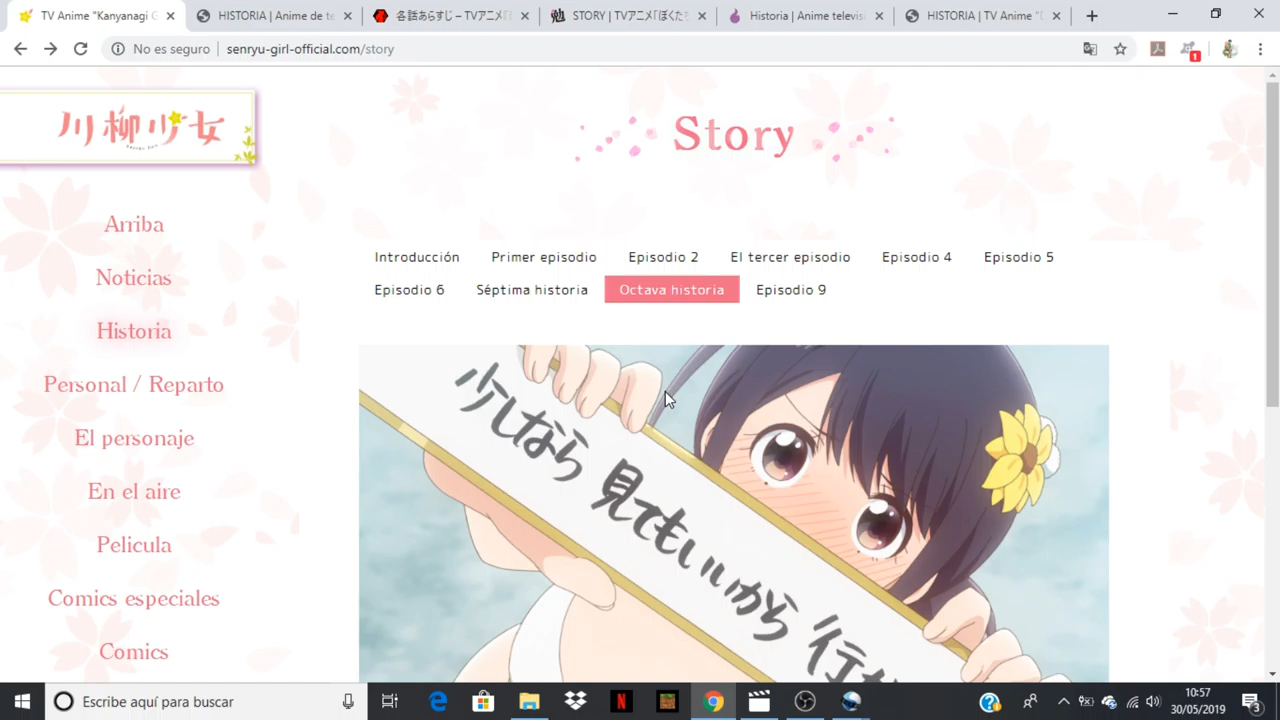 TV Anime "Kanyanagi G
HISTORIA | Anime de te
各話あらすじ – TVアニメ「
STORY | TVアニメ「ぼくた
Historia | Anime televis
HISTORIA | TV Anime "
No es seguro
senryu-girl-official.com/story
1
川柳少女
Story
Arriba
Noticias
Historia
Personal / Reparto
El personaje
En el aire
Pelicula
Comics especiales
Comics
Introducción
Primer episodio
Episodio 2
El tercer episodio
Episodio 4
Episodio 5
Episodio 6
Séptima historia
Octava historia
Episodio 9
少しなら 見てもいいから 行か
Escribe aquí para buscar
10:57
30/05/2019
3